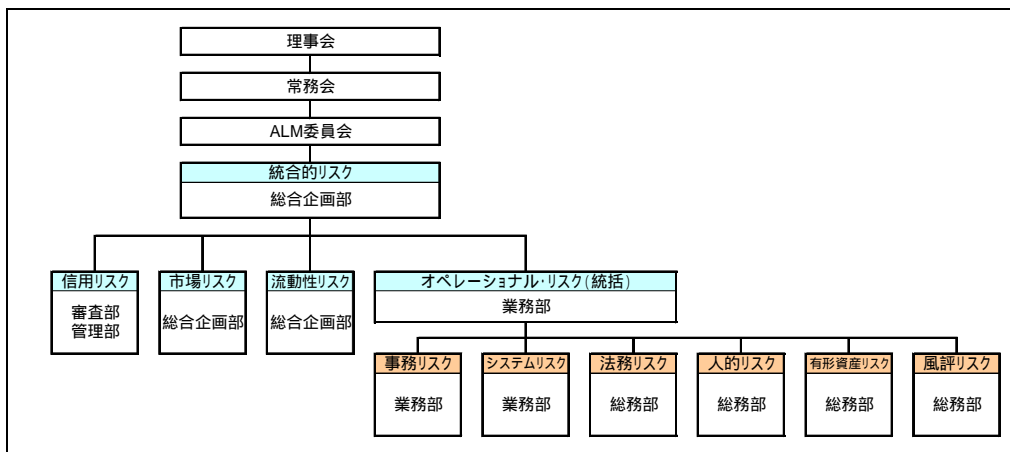 理事会
常務会
ALM委員会
統合的リスク
総合企画部
信用リスク
審査部
管理部
市場リスク
総合企画部
流動性リスク
総合企画部
オペレーショナル・リスク(統括)
業務部
事務リスク
業務部
システムリスク
業務部
法務リスク
総務部
人的リスク
総務部
有形資産リスク
総務部
風評リスク
総務部